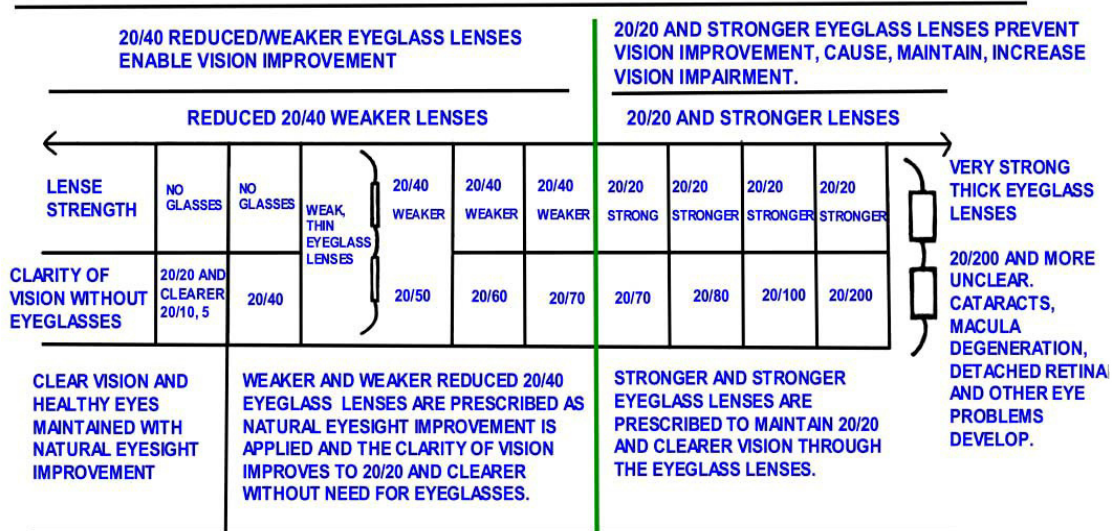 20/40 REDUCED/WEAKER EYEGLASS LENSES
ENABLE VISION IMPROVEMENT
20/20 AND STRONGER EYEGLASS LENSES PREVENT
VISION IMPROVEMENT, CAUSE, MAINTAIN, INCREASE
VISION IMPAIRMENT.
REDUCED 20/40 WEAKER LENSES
20/20 AND STRONGER LENSES
LENSE
STRENGTH
NO
GLASSES
NO
GLASSES
WEAK,
THIN
EYEGLASS
LENSES
20/40
WEAKER
20/40
WEAKER
20/40
WEAKER
20/20
STRONG
20/20
STRONGER
20/20
STRONGER
20/20
STRONGER
VERY STRONG
THICK EYEGLASS
LENSES
CLARITY OF
VISION WITHOUT
EYEGLASSES
20/20 AND
CLEARER
20/10, 5
20/40
20/50
20/60
20/70
20/70
20/80
20/100
20/200
20/200 AND MORE
UNCLEAR.
CATARACTS,
MACULA
DEGENERATION,
DETACHED RETINA
AND OTHER EYE
PROBLEMS
DEVELOP.
CLEAR VISION AND
HEALTHY EYES
MAINTAINED WITH
NATURAL EYESIGHT
IMPROVEMENT
WEAKER AND WEAKER REDUCED 20/40
EYEGLASS LENSES ARE PRESCRIBED AS
NATURAL EYESIGHT IMPROVEMENT IS
APPLIED AND THE CLARITY OF VISION
IMPROVES TO 20/20 AND CLEARER
WITHOUT NEED FOR EYEGLASSES.
STRONGER AND STRONGER
EYEGLASS LENSES ARE
PRESCRIBED TO MAINTAIN 20/20
AND CLEARER VISION THROUGH
THE EYEGLASS LENSES.